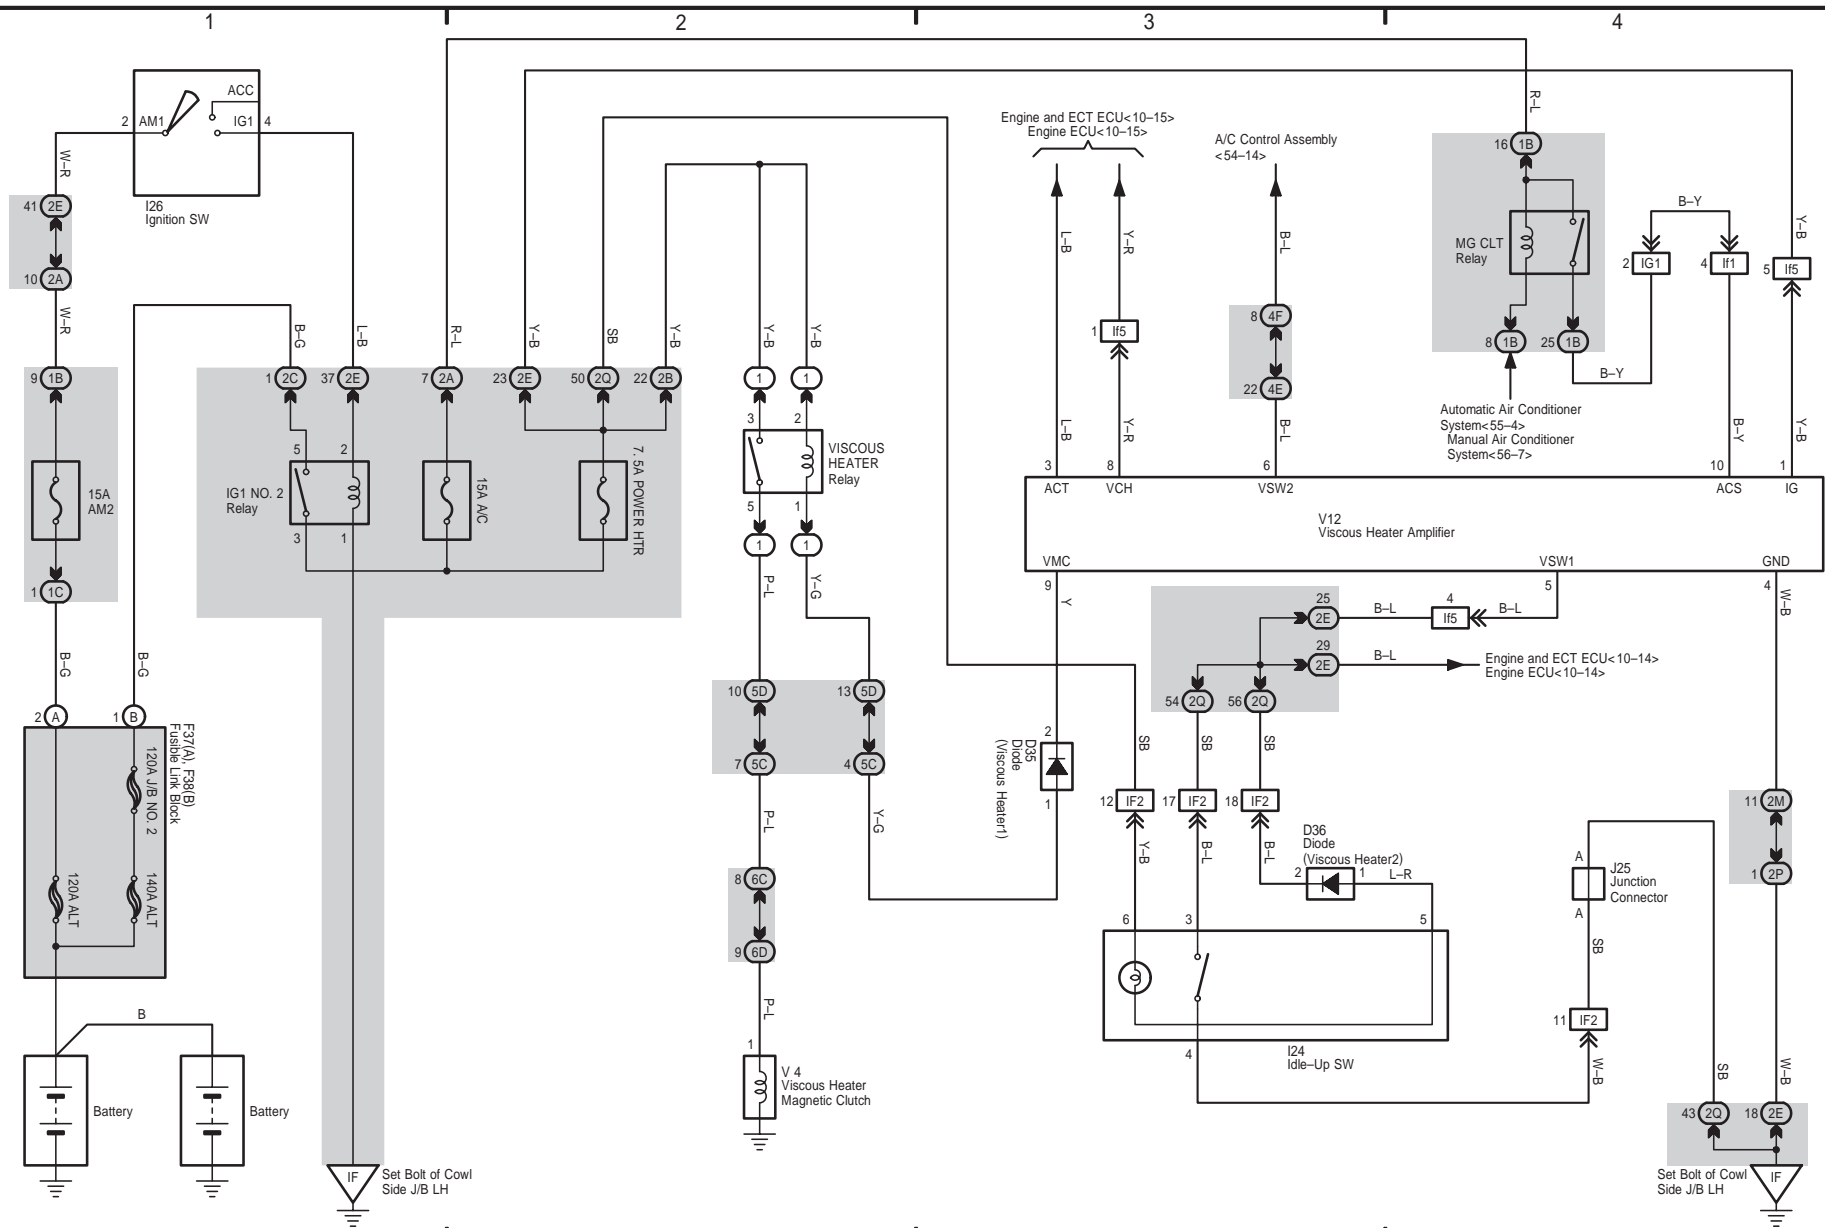 1
2
3
4
ACC
2
AM1
IG1
4
I26
Ignition SW
W–R
41
2E
10
2A
W–R
9
1B
15A
AM2
1
1C
B–G
B–G
2
A
1
B
F37(A), F38(B)
Fusible Link Block
120A J/B NO. 2
120A ALT
140A ALT
B
Battery
Battery
B–G
L–B
R–L
Y–B
SB
Y–B
Y–B
Y–B
1
2C
37
2E
7
2A
23
2E
50
2Q
22
2B
1
1
5
2
IG1 NO. 2
Relay
3
1
15A A/C
7. 5A POWER HTR
3
2
VISCOUS
HEATER
Relay
5
1
1
1
P–L
Y–G
10
5D
13
5D
7
5C
4
5C
P–L
Y–G
8
6C
9
6D
P–L
1
V 4
Viscous Heater
Magnetic Clutch
IF
Set Bolt of Cowl
Side J/B LH
Engine and ECT ECU<10–15>
Engine ECU<10–15>
A/C Control Assembly
<54–14>
L–B
Y–R
B–L
1
If5
8
4F
22
4E
L–B
Y–R
B–L
R–L
16
1B
MG CLT
Relay
8
1B
25
1B
B–Y
B–Y
2
IG1
4
If1
5
If5
Y–B
Automatic Air Conditioner
System<55–4>
Manual Air Conditioner
System<56–7>
B–Y
Y–B
3
8
6
10
1
ACT
VCH
VSW2
ACS
IG
V12
Viscous Heater Amplifier
VMC
VSW1
GND
9
Y
5
4
W–B
25
2E
B–L
4
If5
B–L
29
2E
B–L
Engine and ECT ECU<10–14>
Engine ECU<10–14>
54
2Q
56
2Q
2
D35
Diode
(Viscous Heater1)
1
SB
SB
SB
12
IF2
17
IF2
18
IF2
Y–B
B–L
B–L
D36
Diode
(Viscous Heater2)
2
1
L–R
6
3
5
4
I24
Idle–Up SW
A
J25
Junction
Connector
A
SB
11
IF2
W–B
11
2M
1
2P
SB
W–B
43
2Q
18
2E
IF
Set Bolt of Cowl
Side J/B LH